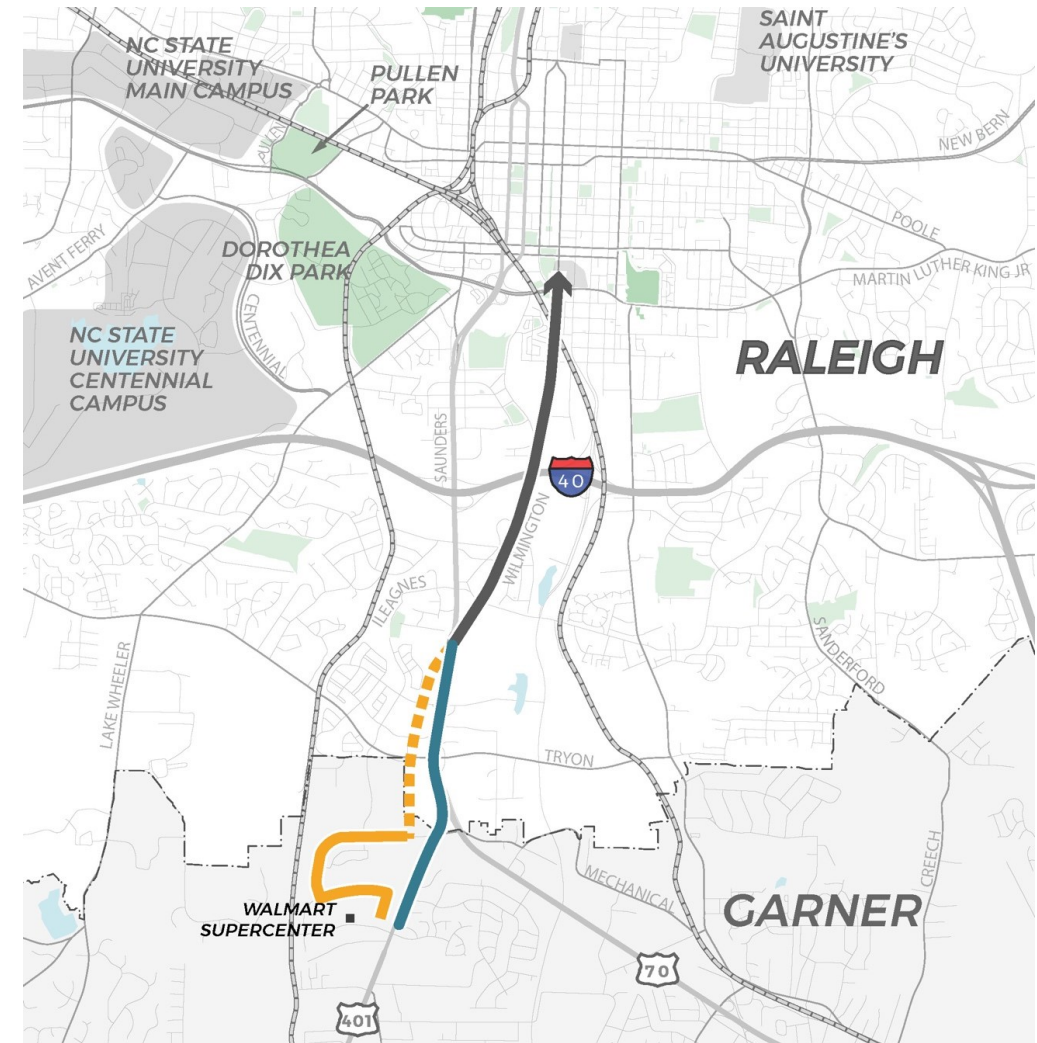 NC STATE
UNIVERSITY
MAIN CAMPUS
PULLEN
PARK
SAINT
AUGUSTINE'S
UNIVERSITY
PULLEN
NEW BERN
POOLE
MARTIN LUTHER KING JR
AVENT FERRY
DOROTHEA
DIX PARK
CENTENNIAL
NC STATE
UNIVERSITY
CENTENNIAL
CAMPUS
RALEIGH
SAUNDERS
40
WILMINGTON
ILEAGNES
SANDERFORD
LAKE WHEELER
TRYON
CREECH
MECHANICAL
GARNER
WALMART
SUPERCENTER
70
401